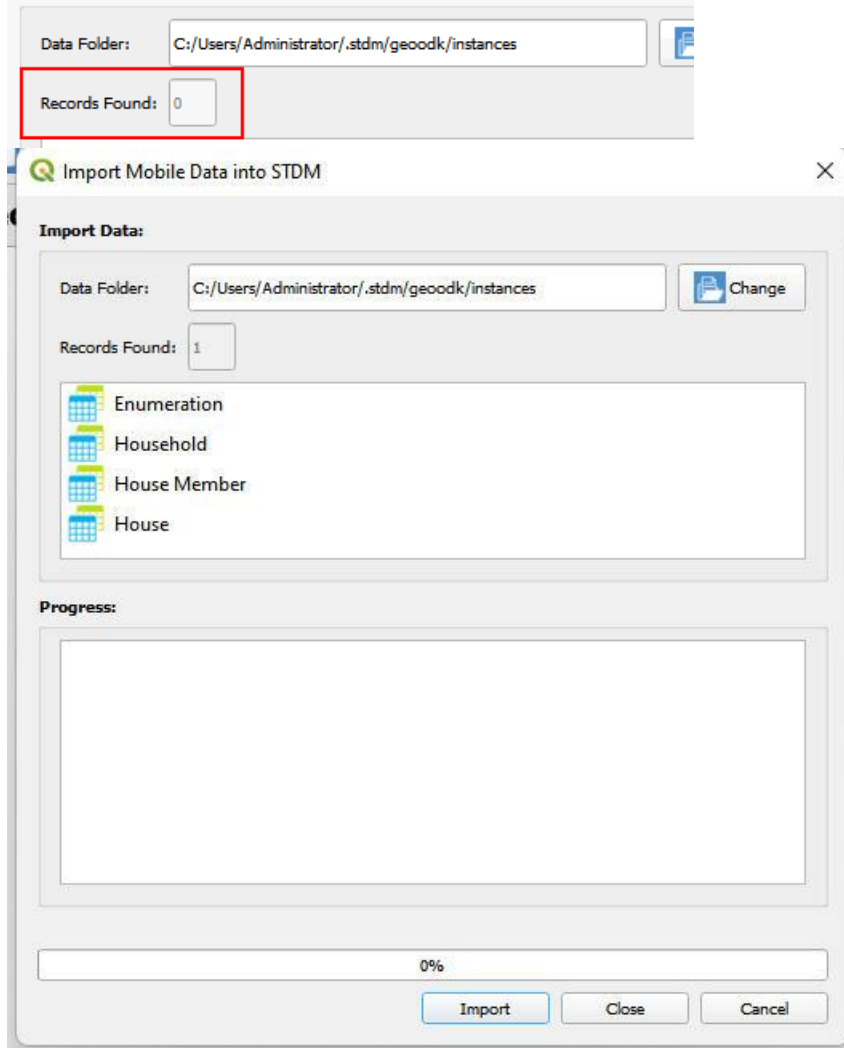 Data Folder: C:/Users/Administrator/.stdm/geoodk/instances
Records Found: 0
Import Mobile Data into STDM
Import Data:
Data Folder: C:/Users/Administrator/.stdm/geoodk/instances Change
Records Found: 1
Enumeration
Household
House Member
House
Progress:
0%
Import Close Cancel